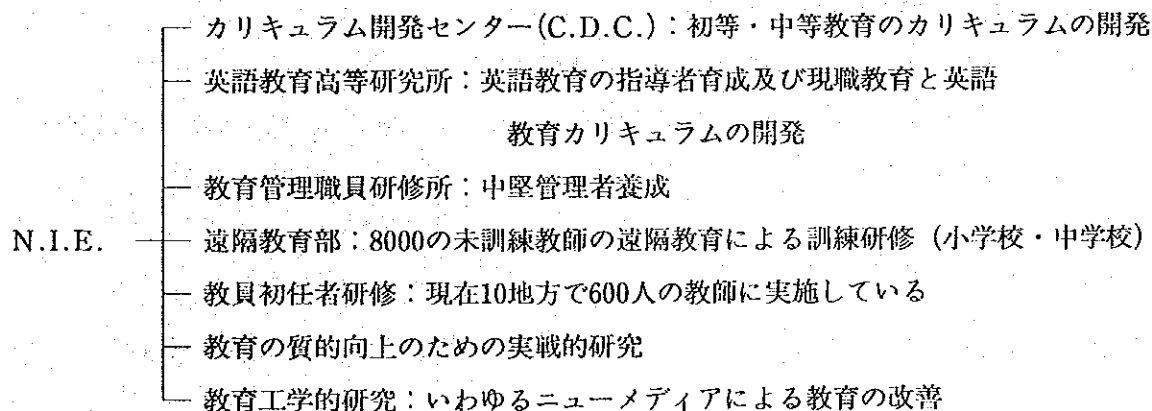 カリキュラム開発センター(C.D.C.)：初等・中等教育のカリキュラムの開発
英語教育高等研究所：英語教育の指導者育成及び現職教育と英語
教育カリキュラムの開発
教育管理職員研修所：中堅管理者養成
N.I.E.
遠隔教育部：8000の未訓練教師の遠隔教育による訓練研修（小学校・中学校）
教員初任者研修：現在10地方で600人の教師に実施している
教育の質的向上のための実戦的研究
教育工学的研究：いわゆるニューメディアによる教育の改善